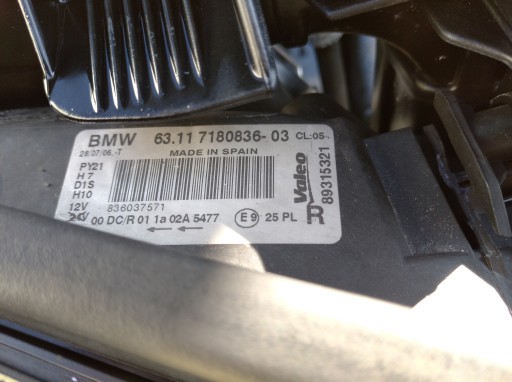 BMW 63.11 7180836-03 CL:05-
28/07/06,-T MADE IN SPAIN
PY21
H7
D1S
H10
12V 836037571
24V 00 DC/R 01 1a 02A 5477 E9 25 PL
←←
Valeo
89315321